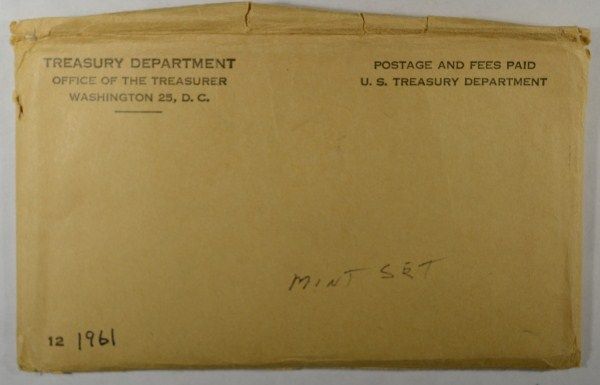 TREASURY DEPARTMENT
OFFICE OF THE TREASURER
WASHINGTON 25, D. C.
POSTAGE AND FEES PAID
U. S. TREASURY DEPARTMENT
MINT SET
12 1961